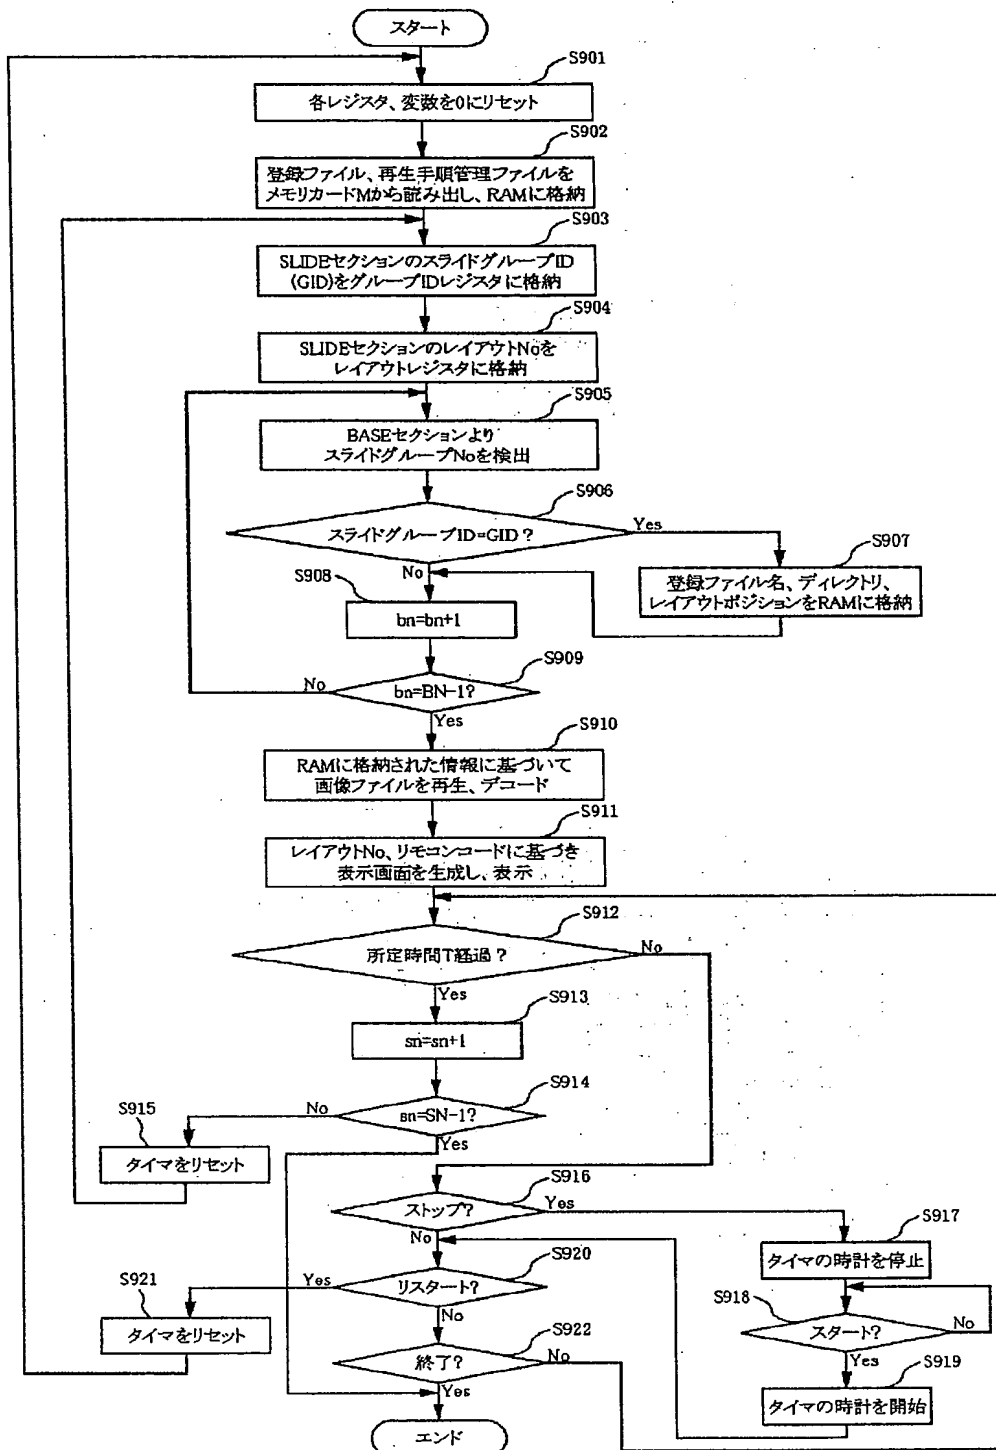 スタート
S901
各レジスタ、変数を0にリセット
S902
登録ファイル、再生手順管理ファイルを
メモリカードMから読み出し、RAMに格納
S903
SLIDEセクションのスライドグループID
(GID)をグループIDレジスタに格納
S904
SLIDEセクションのレイアウトNoを
レイアウトレジスタに格納
S905
BASEセクションより
スライドグループNoを検出
S906
スライドグループID=GID?
Yes
No
S907
登録ファイル名、ディレクトリ、
レイアウトポジションをRAMに格納
S908
bn=bn+1
S909
bn=BN-1?
No
Yes
S910
RAMに格納された情報に基づいて
画像ファイルを再生、デコード
S911
レイアウトNo、リモコンコードに基づき
表示画面を生成し、表示
S912
所定時間T経過?
No
Yes
S913
sn=sn+1
S914
sn=SN-1?
No
Yes
S915
タイマをリセット
S916
ストップ?
Yes
No
S917
タイマの時計を停止
S918
スタート?
No
Yes
S919
タイマの時計を開始
S920
リスタート?
Yes
No
S921
タイマをリセット
S922
終了?
No
Yes
エンド